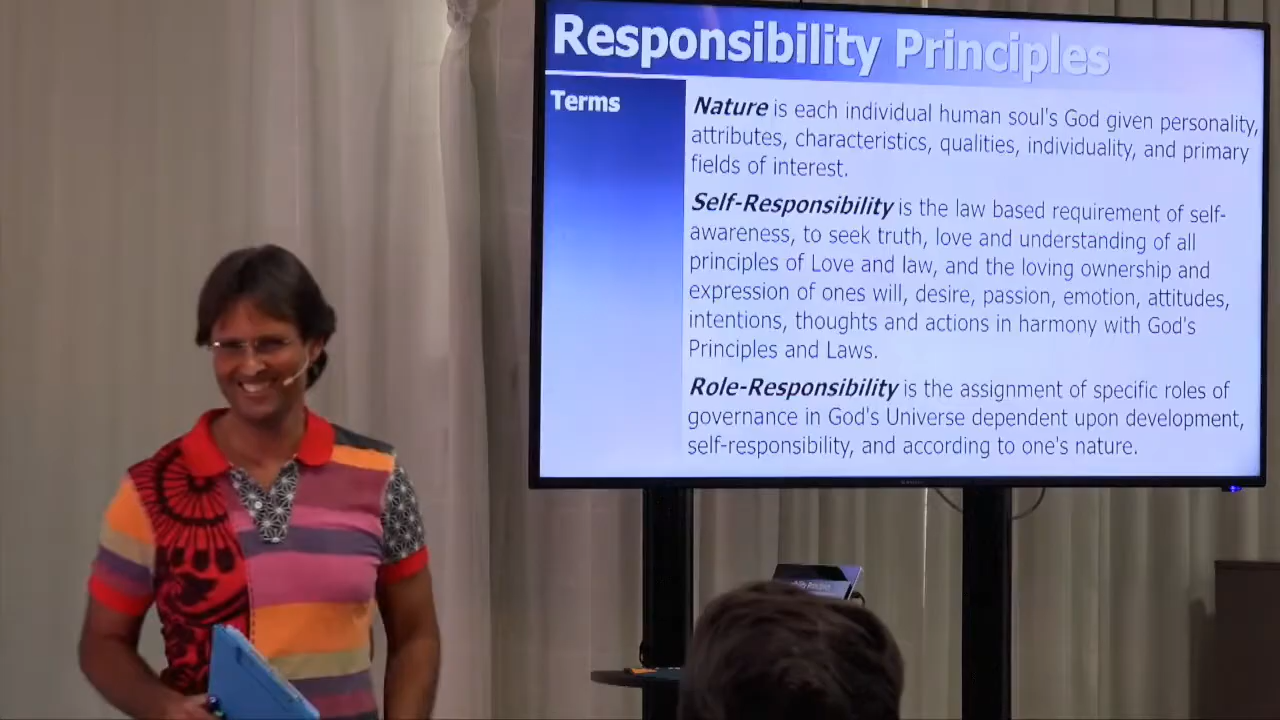 Responsibility Principles
Terms
Nature is each individual human soul's God given personality,
attributes, characteristics, qualities, individuality, and primary
fields of interest.
Self-Responsibility is the law based requirement of self-
awareness, to seek truth, love and understanding of all
principles of Love and law, and the loving ownership and
expression of ones will, desire, passion, emotion, attitudes,
intentions, thoughts and actions in harmony with God's
Principles and Laws.
Role-Responsibility is the assignment of specific roles of
governance in God's Universe dependent upon development,
self-responsibility, and according to one's nature.